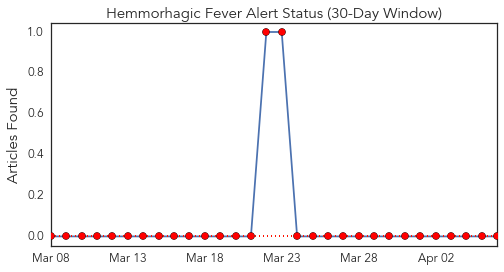 Hemmorhagic Fever Alert Status (30-Day Window)
Articles Found
1.0
0.8
0.6
0.4
0.2
0.0
Mar 08 Mar 13 Mar 18 Mar 23 Mar 28 Apr 02